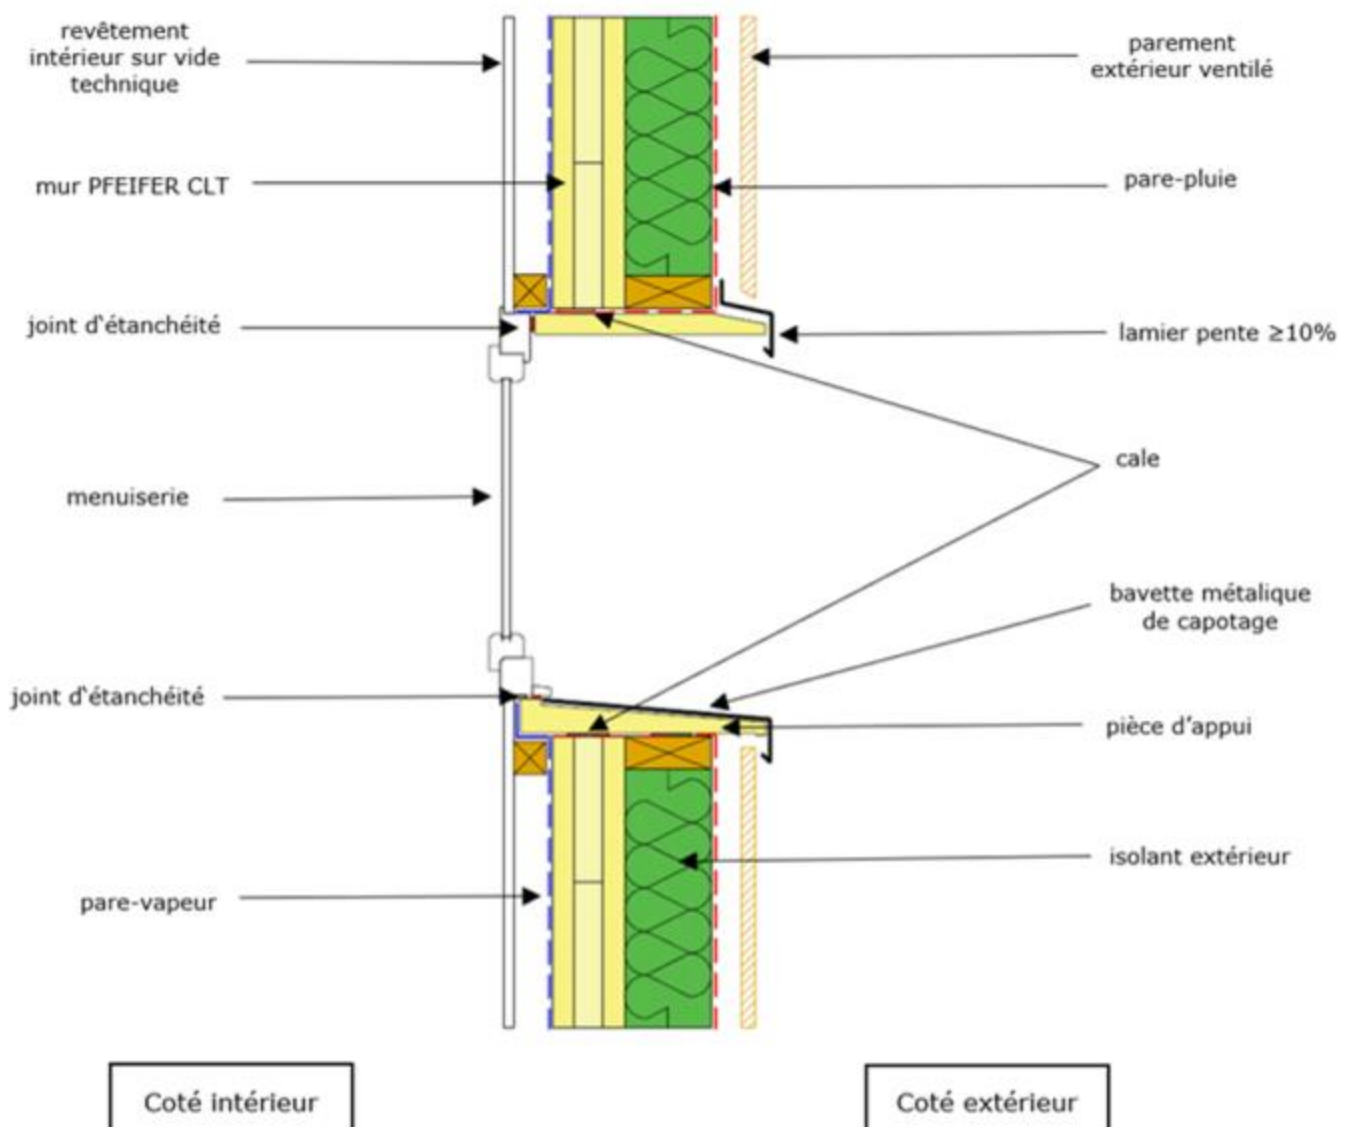 revêtement
intérieur sur vide
technique
parement
extérieur ventilé
mur PFEIFER CLT
pare-pluie
joint d'étanchéité
lamier pente ≥10%
cale
menuiserie
bavette métalique
de capotage
joint d'étanchéité
pièce d'appui
isolant extérieur
pare-vapeur
Coté intérieur
Coté extérieur